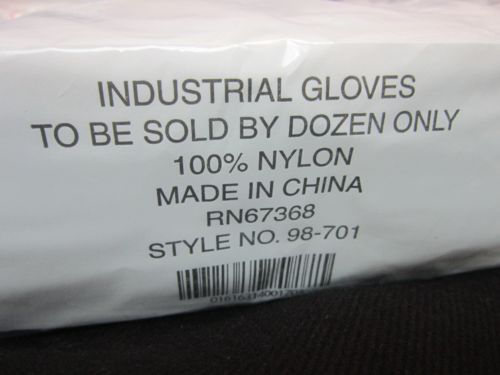 INDUSTRIAL GLOVES
TO BE SOLD BY DOZEN ONLY
100% NYLON
MADE IN CHINA
RN67368
STYLE NO. 98-701